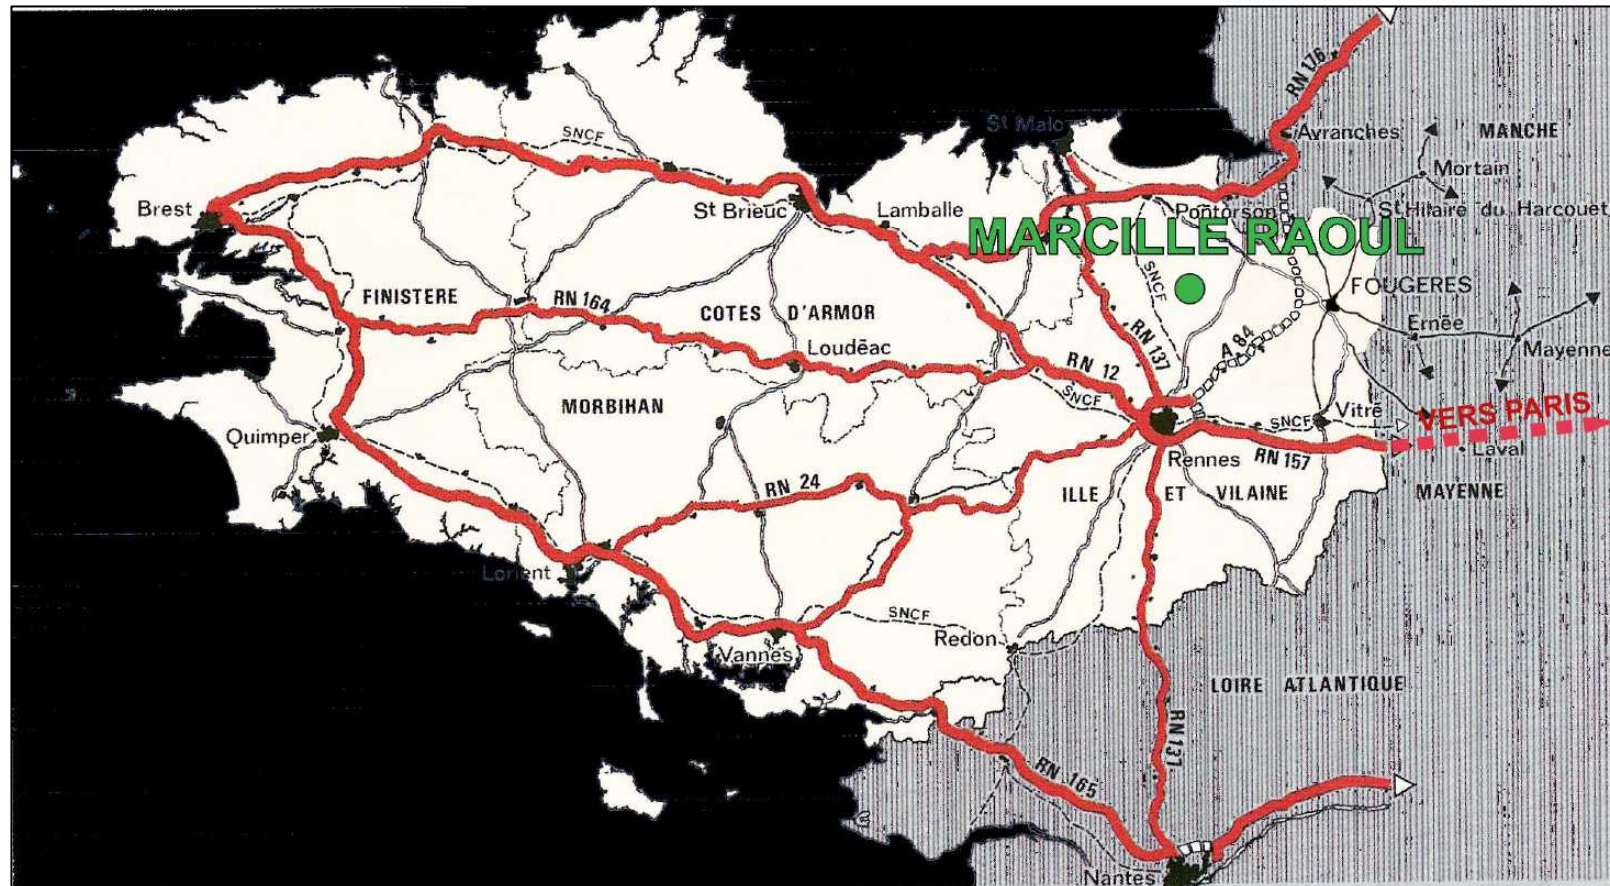 RN 176
St Malo
Avranches
MANCHE
SNCF
Mortain
Brest
St Brieuc
Lamballe
Pontorson
St Hilaire du Harcouet
MARCILLE RAOUL
SNCF
FINISTERE
RN 164
COTES D'ARMOR
FOUGERES
Ernée
Loudéac
RN 137
A 84
Mayenne
RN 12
SNCF
MORBIHAN
VERS PARIS
Vitré
SNCF
Quimper
Rennes
RN 157
Laval
RN 24
ILLE ET VILAINE
MAYENNE
Lorient
SNCF
Redon
Vannes
LOIRE ATLANTIQUE
RN 137
RN 165
Nantes